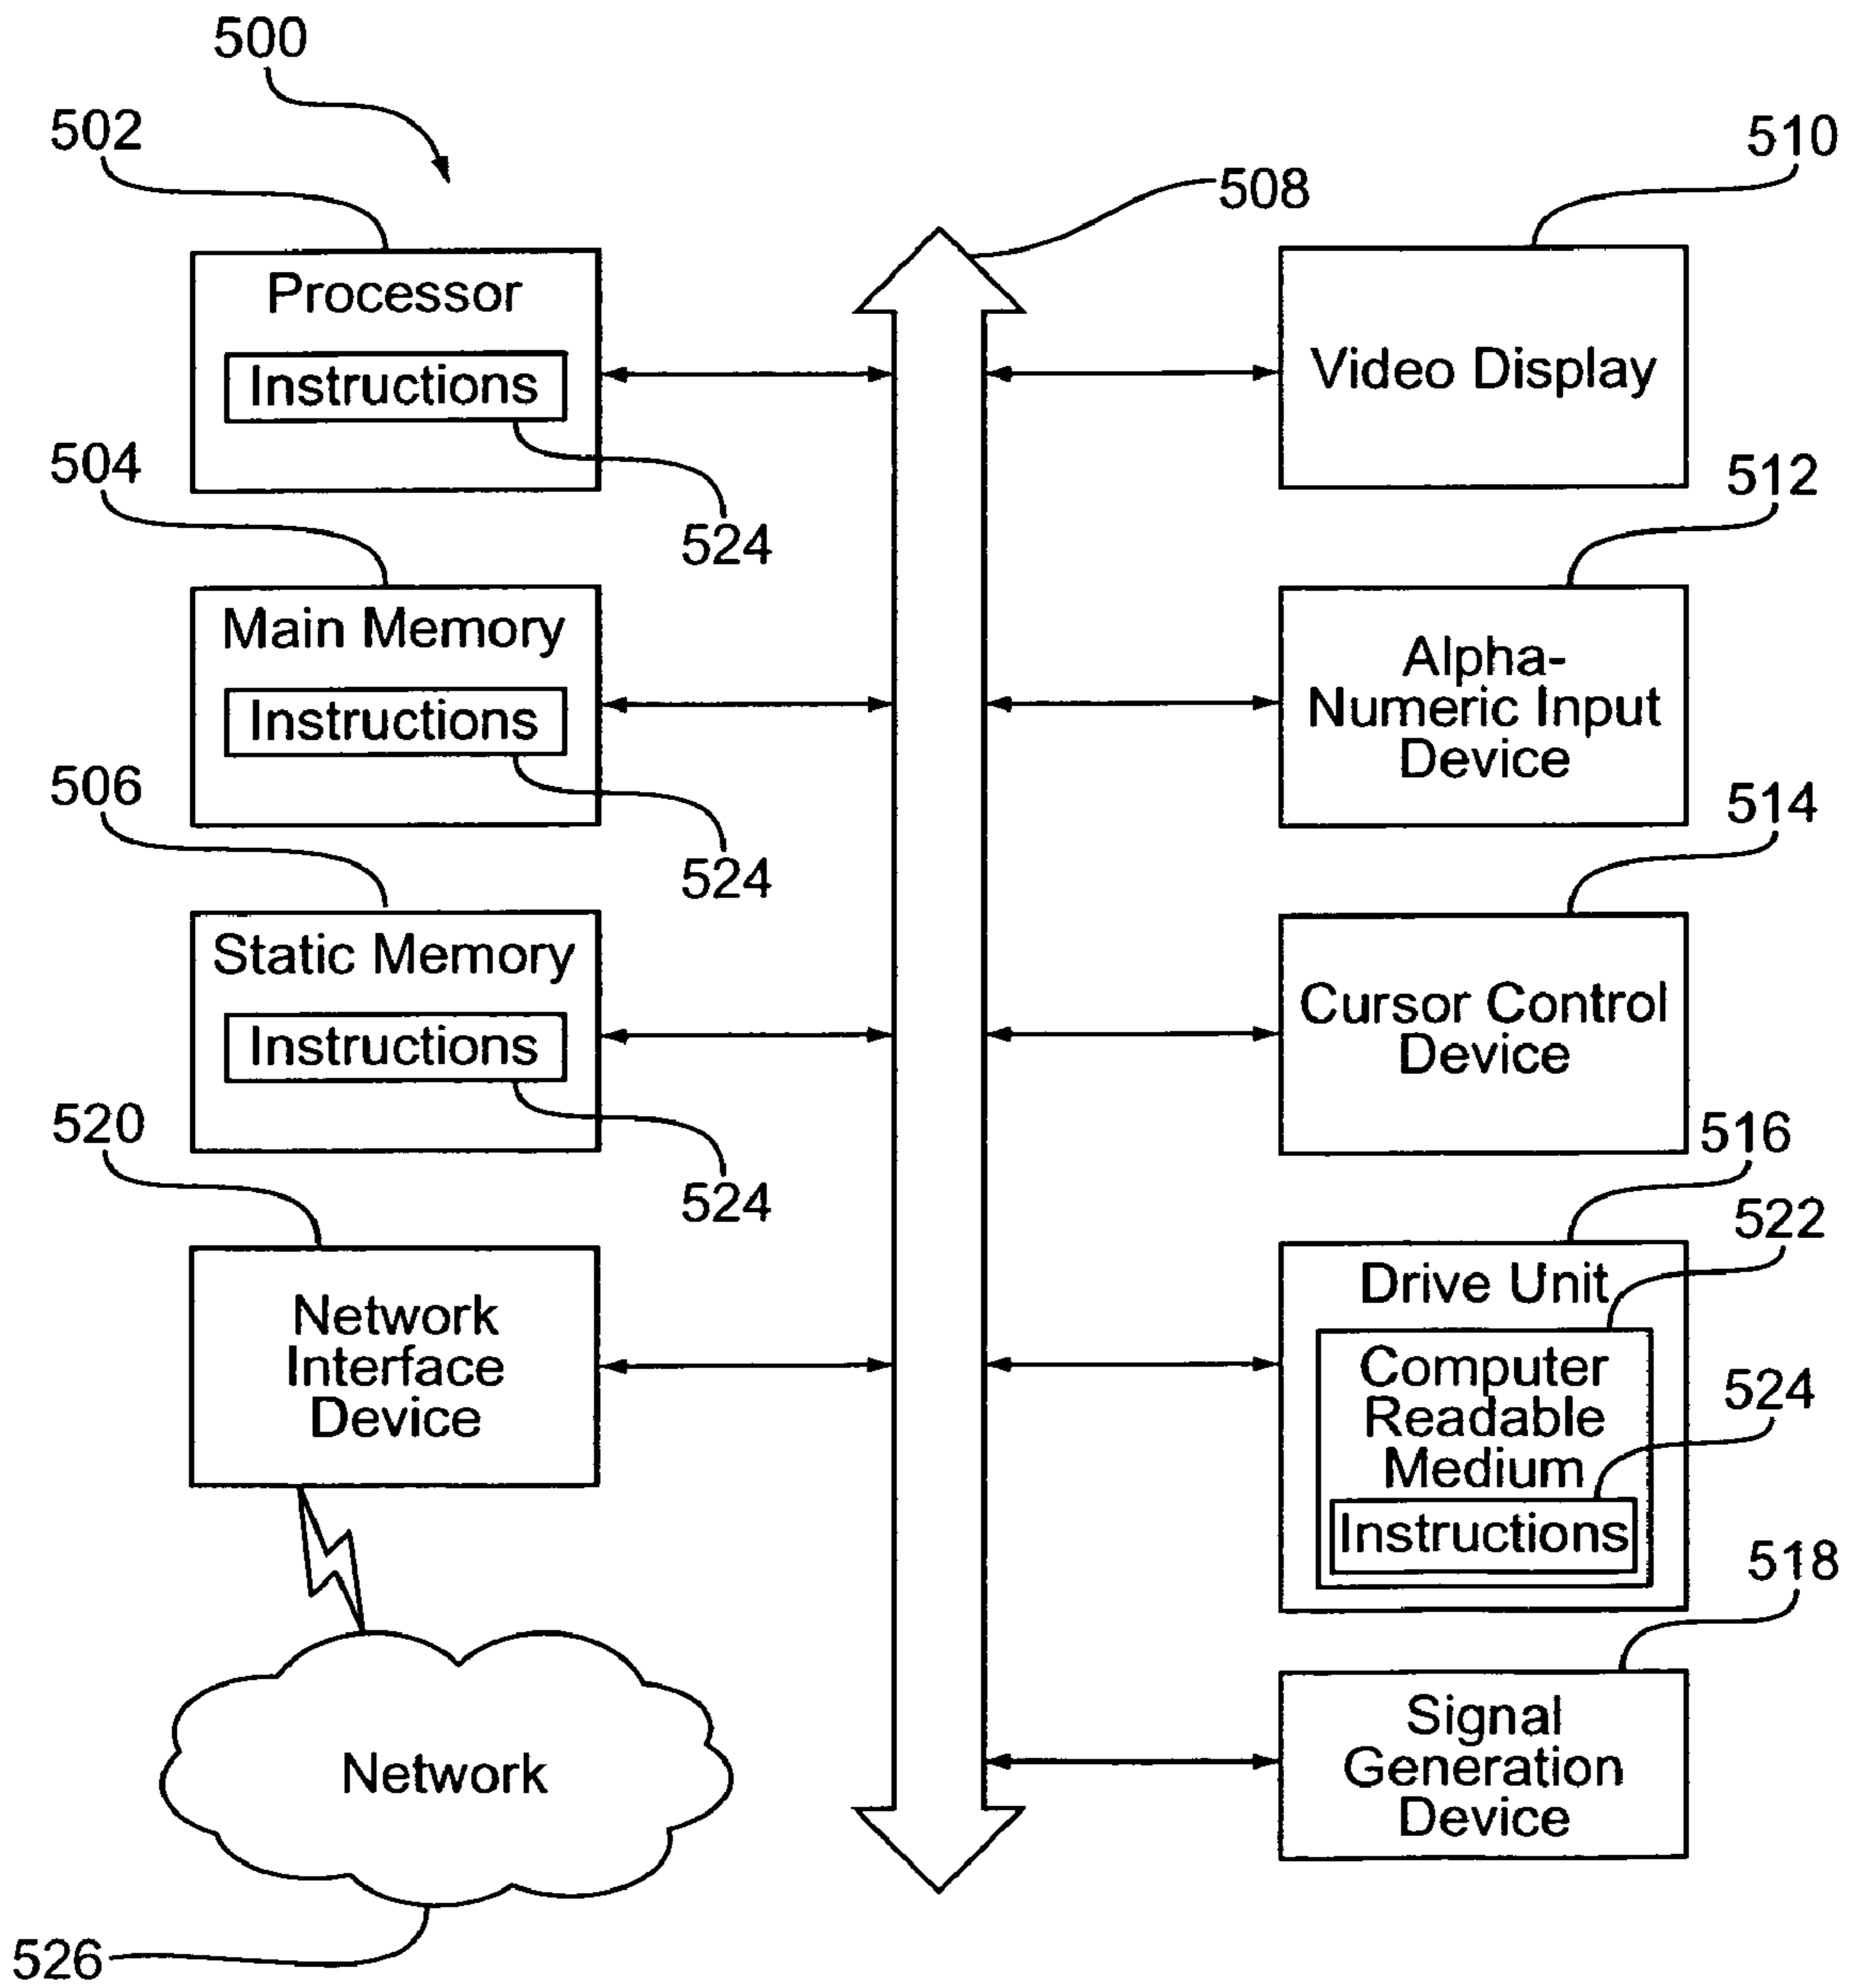 500
502
510
508
Processor
Instructions
Video Display
504
512
524
Main Memory
Instructions
Alpha-
Numeric Input
Device
506
514
524
Static Memory
Instructions
Cursor Control
Device
520
516
524
522
Network
Interface
Device
Drive Unit
Computer
Readable
Medium
524
Instructions
518
Network
Signal
Generation
Device
526